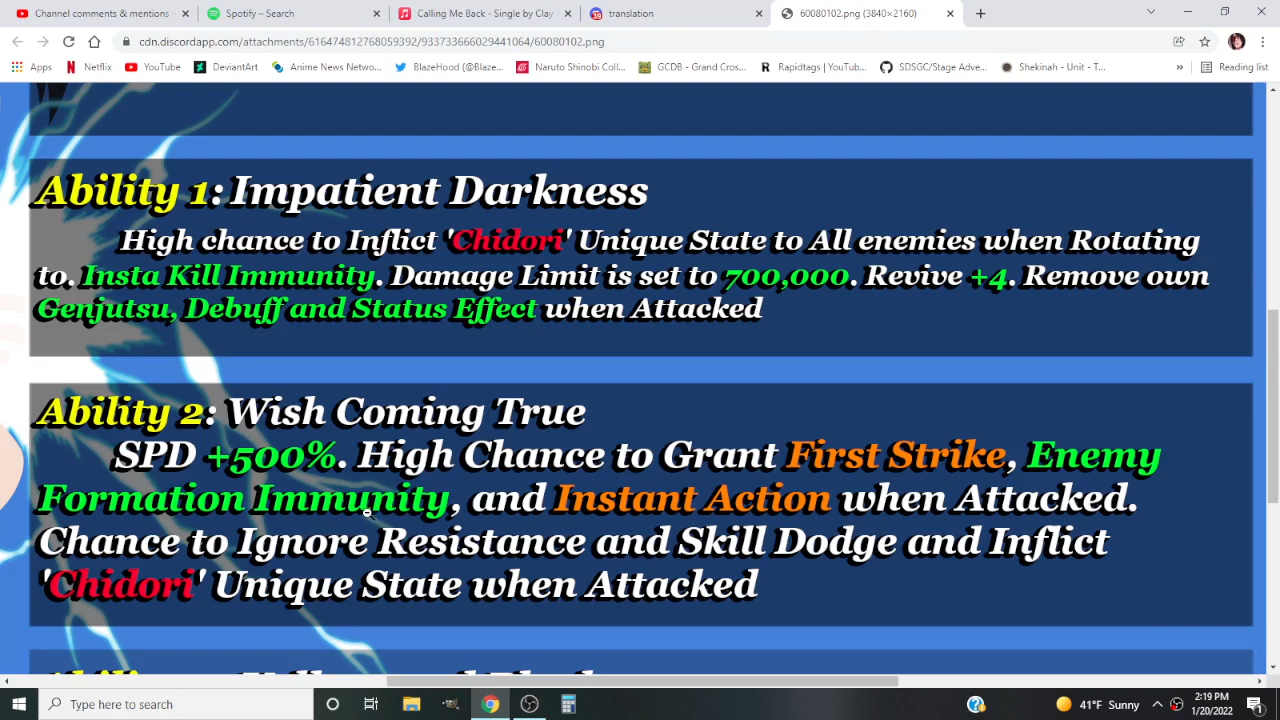 Channel comments & mentions
Spotify – Search
Calling Me Back - Single by Clay
translation
60080102.png (3840×2160)
cdn.discordapp.com/attachments/616474812768059392/933733666029441064/60080102.png
Apps
Netflix
YouTube
DeviantArt
Anime News Netwo...
BlazeHood (@Blaze...
Naruto Shinobi Coll...
GCDB - Grand Cros...
Rapidtags | YouTub...
SDSGC/Stage Adve...
Shekinah - Unit - T...
»
Reading list
Ability 1: Impatient Darkness
High chance to Inflict 'Chidori' Unique State to All enemies when Rotating
to. Insta Kill Immunity. Damage Limit is set to 700,000. Revive +4. Remove own
Genjutsu, Debuff and Status Effect when Attacked
Ability 2: Wish Coming True
SPD +500%. High Chance to Grant First Strike, Enemy
Formation Immunity, and Instant Action when Attacked.
Chance to Ignore Resistance and Skill Dodge and Inflict
'Chidori' Unique State when Attacked
Type here to search
41°F Sunny
2:19 PM
1/20/2022